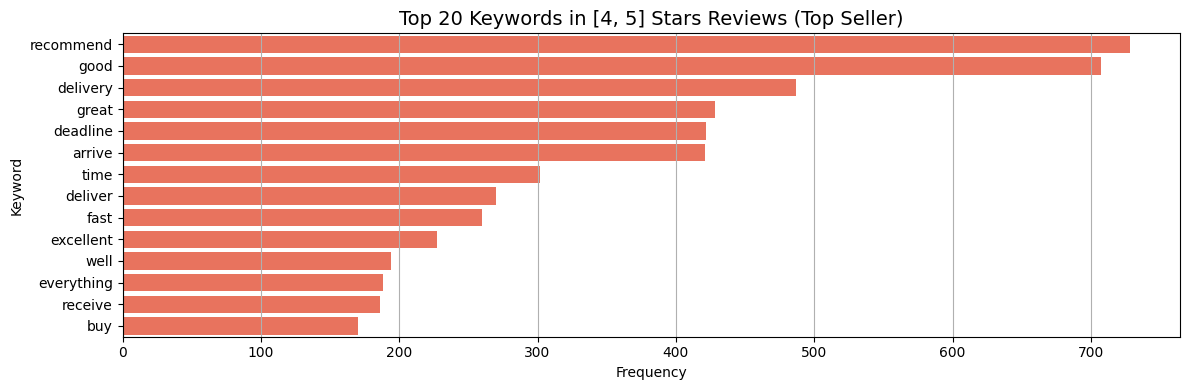 Top 20 Keywords in [4, 5] Stars Reviews (Top Seller)
Keyword
recommend
good
delivery
great
deadline
arrive
time
deliver
fast
excellent
well
everything
receive
buy
0 100 200 300 400 500 600 700
Frequency